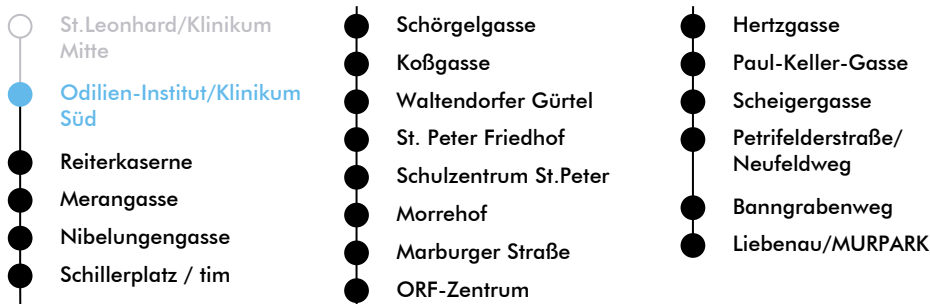 St.Leonhard/Klinikum
Mitte
Odilien-Institut/Klinikum
Süd
Reiterkaserne
Merangasse
Nibelungengasse
Schillerplatz / tim
Schörgelgasse
Koßgasse
Waltendorfer Gürtel
St. Peter Friedhof
Schulzentrum St.Peter
Morrehof
Marburger Straße
ORF-Zentrum
Hertzgasse
Paul-Keller-Gasse
Scheigergasse
Petrifelderstraße/
Neufeldweg
Banngrabenweg
Liebenau/MURPARK